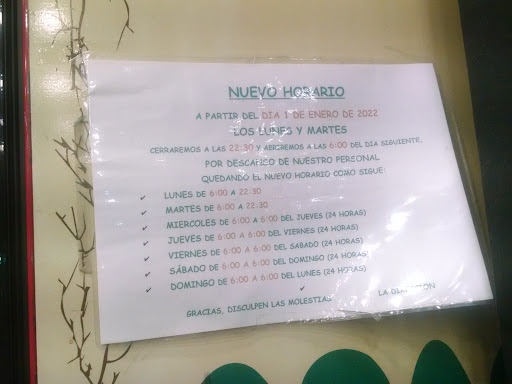 NUEVO HORARIO
A PARTIR DEL DIA 1 DE ENERO DE 2022
LOS LUNES Y MARTES
CERRAREMOS A LAS 22:30 Y ABRIREMOS A LAS 6:00 DEL DIA SIGUIENTE,
POR DESCANSO DE NUESTRO PERSONAL
QUEDANDO EL NUEVO HORARIO COMO SIGUE:
✓ LUNES DE 6:00 A 22:30
✓ MARTES DE 6:00 A 22:30
✓ MIERCOLES DE 6:00 A 6:00 DEL JUEVES (24 HORAS)
✓ JUEVES DE 6:00 A 6:00 DEL VIERNES (24 HORAS)
✓ VIERNES DE 6:00 A 6:00 DEL SABADO (24 HORAS)
✓ SÁBADO DE 6:00 A 6:00 DEL DOMINGO (24 HORAS)
✓ DOMINGO DE 6:00 A 6:00 DEL LUNES (24 HORAS)
✓
GRACIAS, DISCULPEN LAS MOLESTIAS
LA DIRECCION